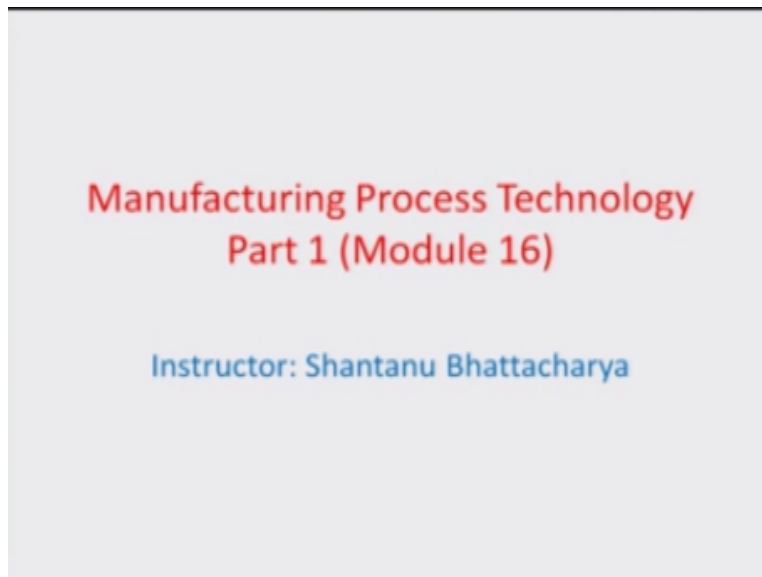 Manufacturing Process Technology
Part 1 (Module 16)
Instructor: Shantanu Bhattacharya